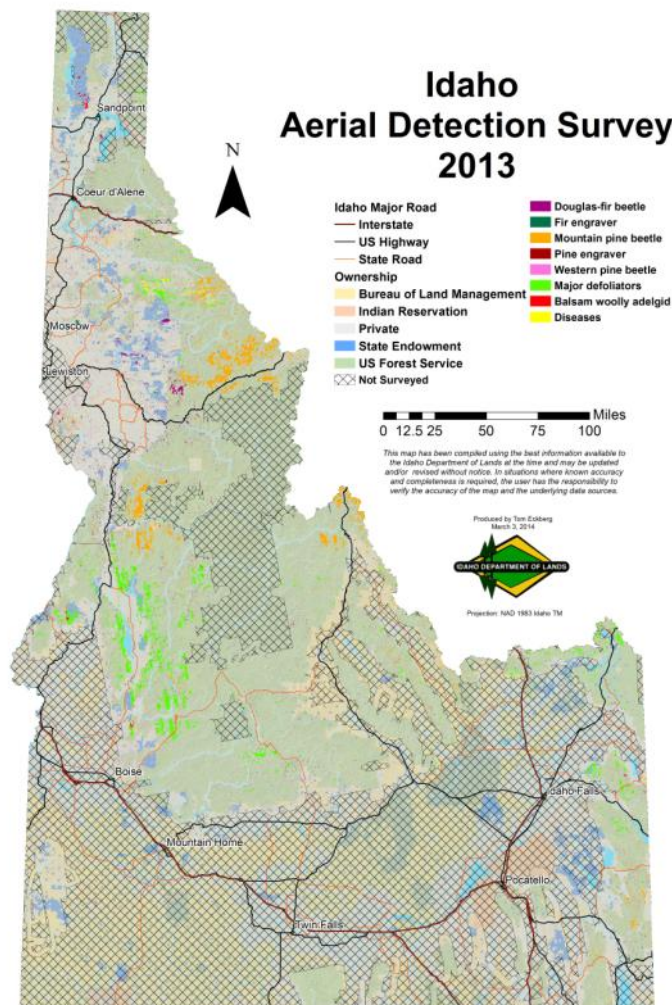 Idaho
Aerial Detection Survey
2013
N
Idaho Major Road
Interstate
US Highway
State Road
Ownership
Bureau of Land Management
Indian Reservation
Private
State Endowment
US Forest Service
Not Surveyed
Douglas-fir beetle
Fir engraver
Mountain pine beetle
Pine engraver
Western pine beetle
Major defoliators
Balsam woolly adelgid
Diseases
Miles
0 12.5 25 50 75 100
This map has been compiled using the best information available to
the Idaho Department of Lands at the time and may be updated
and/or revised without notice. In situations where known accuracy
and completeness is required, the user has the responsibility to
verify the accuracy of the map and the underlying data sources.
Produced by Tom Eckberg
March 3, 2014
IDAHO DEPARTMENT OF LANDS
Projection: NAD 1983 Idaho TM
Sandpoint
Coeur d'Alene
Moscow
Lewiston
Boise
Mountain Home
Twin Falls
Idaho Falls
Pocatello